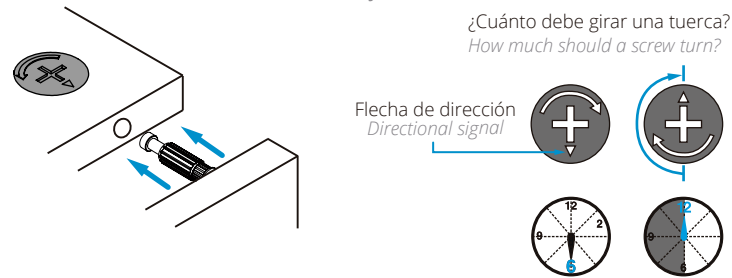 ¿Cuánto debe girar una tuerca?
How much should a screw turn?
Flecha de dirección
Directional signal
12
2
9
6
12
9
6